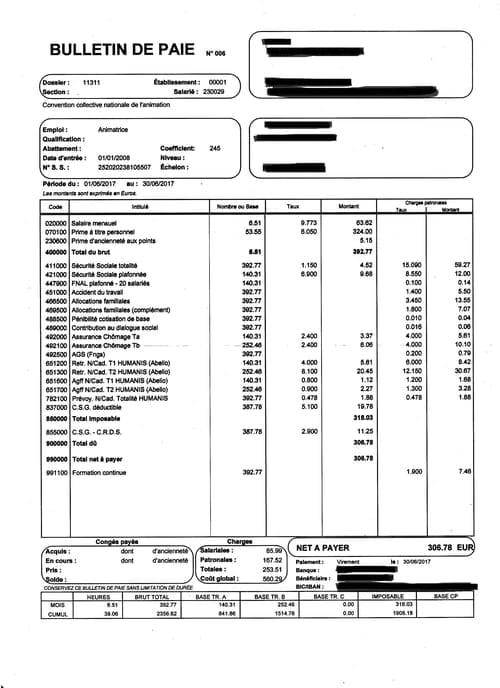 BULLETIN DE PAIE N° 006
Dossier : 11311 Établissement : 00001
Section : Salarié : 230029
Convention collective nationale de l'animation
Emploi : Animatrice
Qualification :
Abattement : Coefficient: 245
Date d'entrée : 01/01/2008 Niveau :
N° S. S. : 252020238105507 Échelon :
Période du : 01/06/2017 au : 30/06/2017
Les montants sont exprimés en Euros.
Code Intitulé Nombre ou Base Taux Montant Charges patronales
Taux Montant
020000 Salaire mensuel 6.51 9.773 63.62
070100 Prime à titre personnel 53.55 6.050 324.00
230600 Prime d'ancienneté aux points 5.15
400000 Total du brut 6.51 392.77
411000 Sécurité Sociale totalité 392.77 1.150 4.52 15.090 59.27
421000 Sécurité Sociale plafonnée 140.31 6.900 9.68 8.550 12.00
447900 FNAL plafonné - 20 salariés 140.31 0.100 0.14
451000 Accident du travail 392.77 1.400 5.50
466500 Allocations familiales 392.77 3.450 13.55
469500 Allocations familiales (complément) 392.77 1.800 7.07
488500 Pénibilité cotisation de base 392.77 0.010 0.04
489000 Contribution au dialogue social 392.77 0.016 0.06
492000 Assurance Chômage Ta 140.31 2.400 3.37 4.000 5.61
492100 Assurance Chômage Tb 252.46 2.400 6.06 4.000 10.10
492500 AGS (Fngs) 392.77 0.200 0.79
651200 Retr. N/Cad. T1 HUMANIS (Abelio) 140.31 4.000 5.61 6.000 8.42
651300 Retr. N/Cad. T2 HUMANIS (Abelio) 252.46 8.100 20.45 12.150 30.67
651600 Agff N/Cad. T1 HUMANIS (Abelio) 140.31 0.800 1.12 1.200 1.68
651700 Agff N/Cad. T2 HUMANIS (Abelio) 252.46 0.900 2.27 1.300 3.28
782100 Prévoy. N/Cad. Totalité HUMANIS 392.77 0.478 1.88 0.478 1.88
837000 C.S.G. déductible 387.78 5.100 19.78
850000 Total imposable 318.03
855000 C.S.G - C.R.D.S. 387.78 2.900 11.25
900000 Total dû 306.78
990000 Total net à payer 306.78
991100 Formation continue 392.77 1.900 7.46
Congés payés Charges
Acquis : dont d'ancienneté Salariales : 85.99 NET A PAYER 306.78 EUR
En cours : dont d'ancienneté Patronales : 167.52 Paiement : Virement le : 30/06/2017
Pris : Totales : 253.51 Banque :
Solde : Coût global : 560.29 Bénéficiaire :
BIC/IBAN :
CONSERVEZ CE BULLETIN DE PAIE SANS LIMITATION DE DURÉE
HEURES BRUT TOTAL BASE TR. A BASE TR. B BASE TR. C IMPOSABLE BASE CP
MOIS 6.51 392.77 140.31 252.46 0.00 318.03
CUMUL 39.06 2356.62 841.86 1514.76 0.00 1908.18